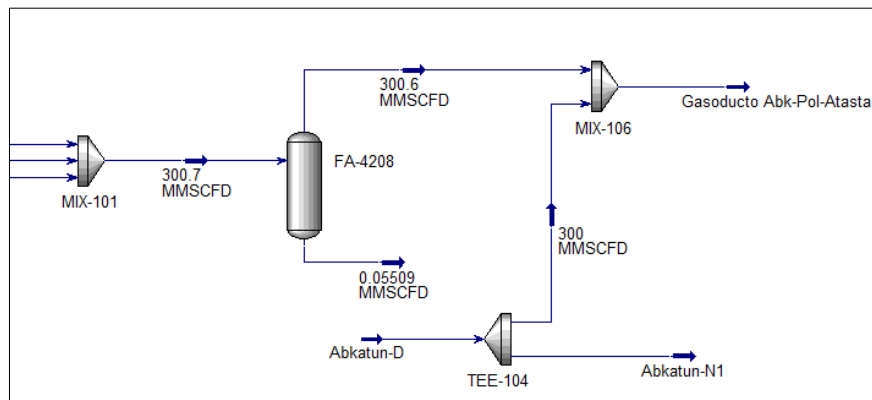 300.6
MMSCFD
MIX-106
Gasoducto Abk-Pol-Atasta
MIX-101
300.7
MMSCFD
FA-4208
300
MMSCFD
0.05509
MMSCFD
Abkatun-D
TEE-104
Abkatun-N1